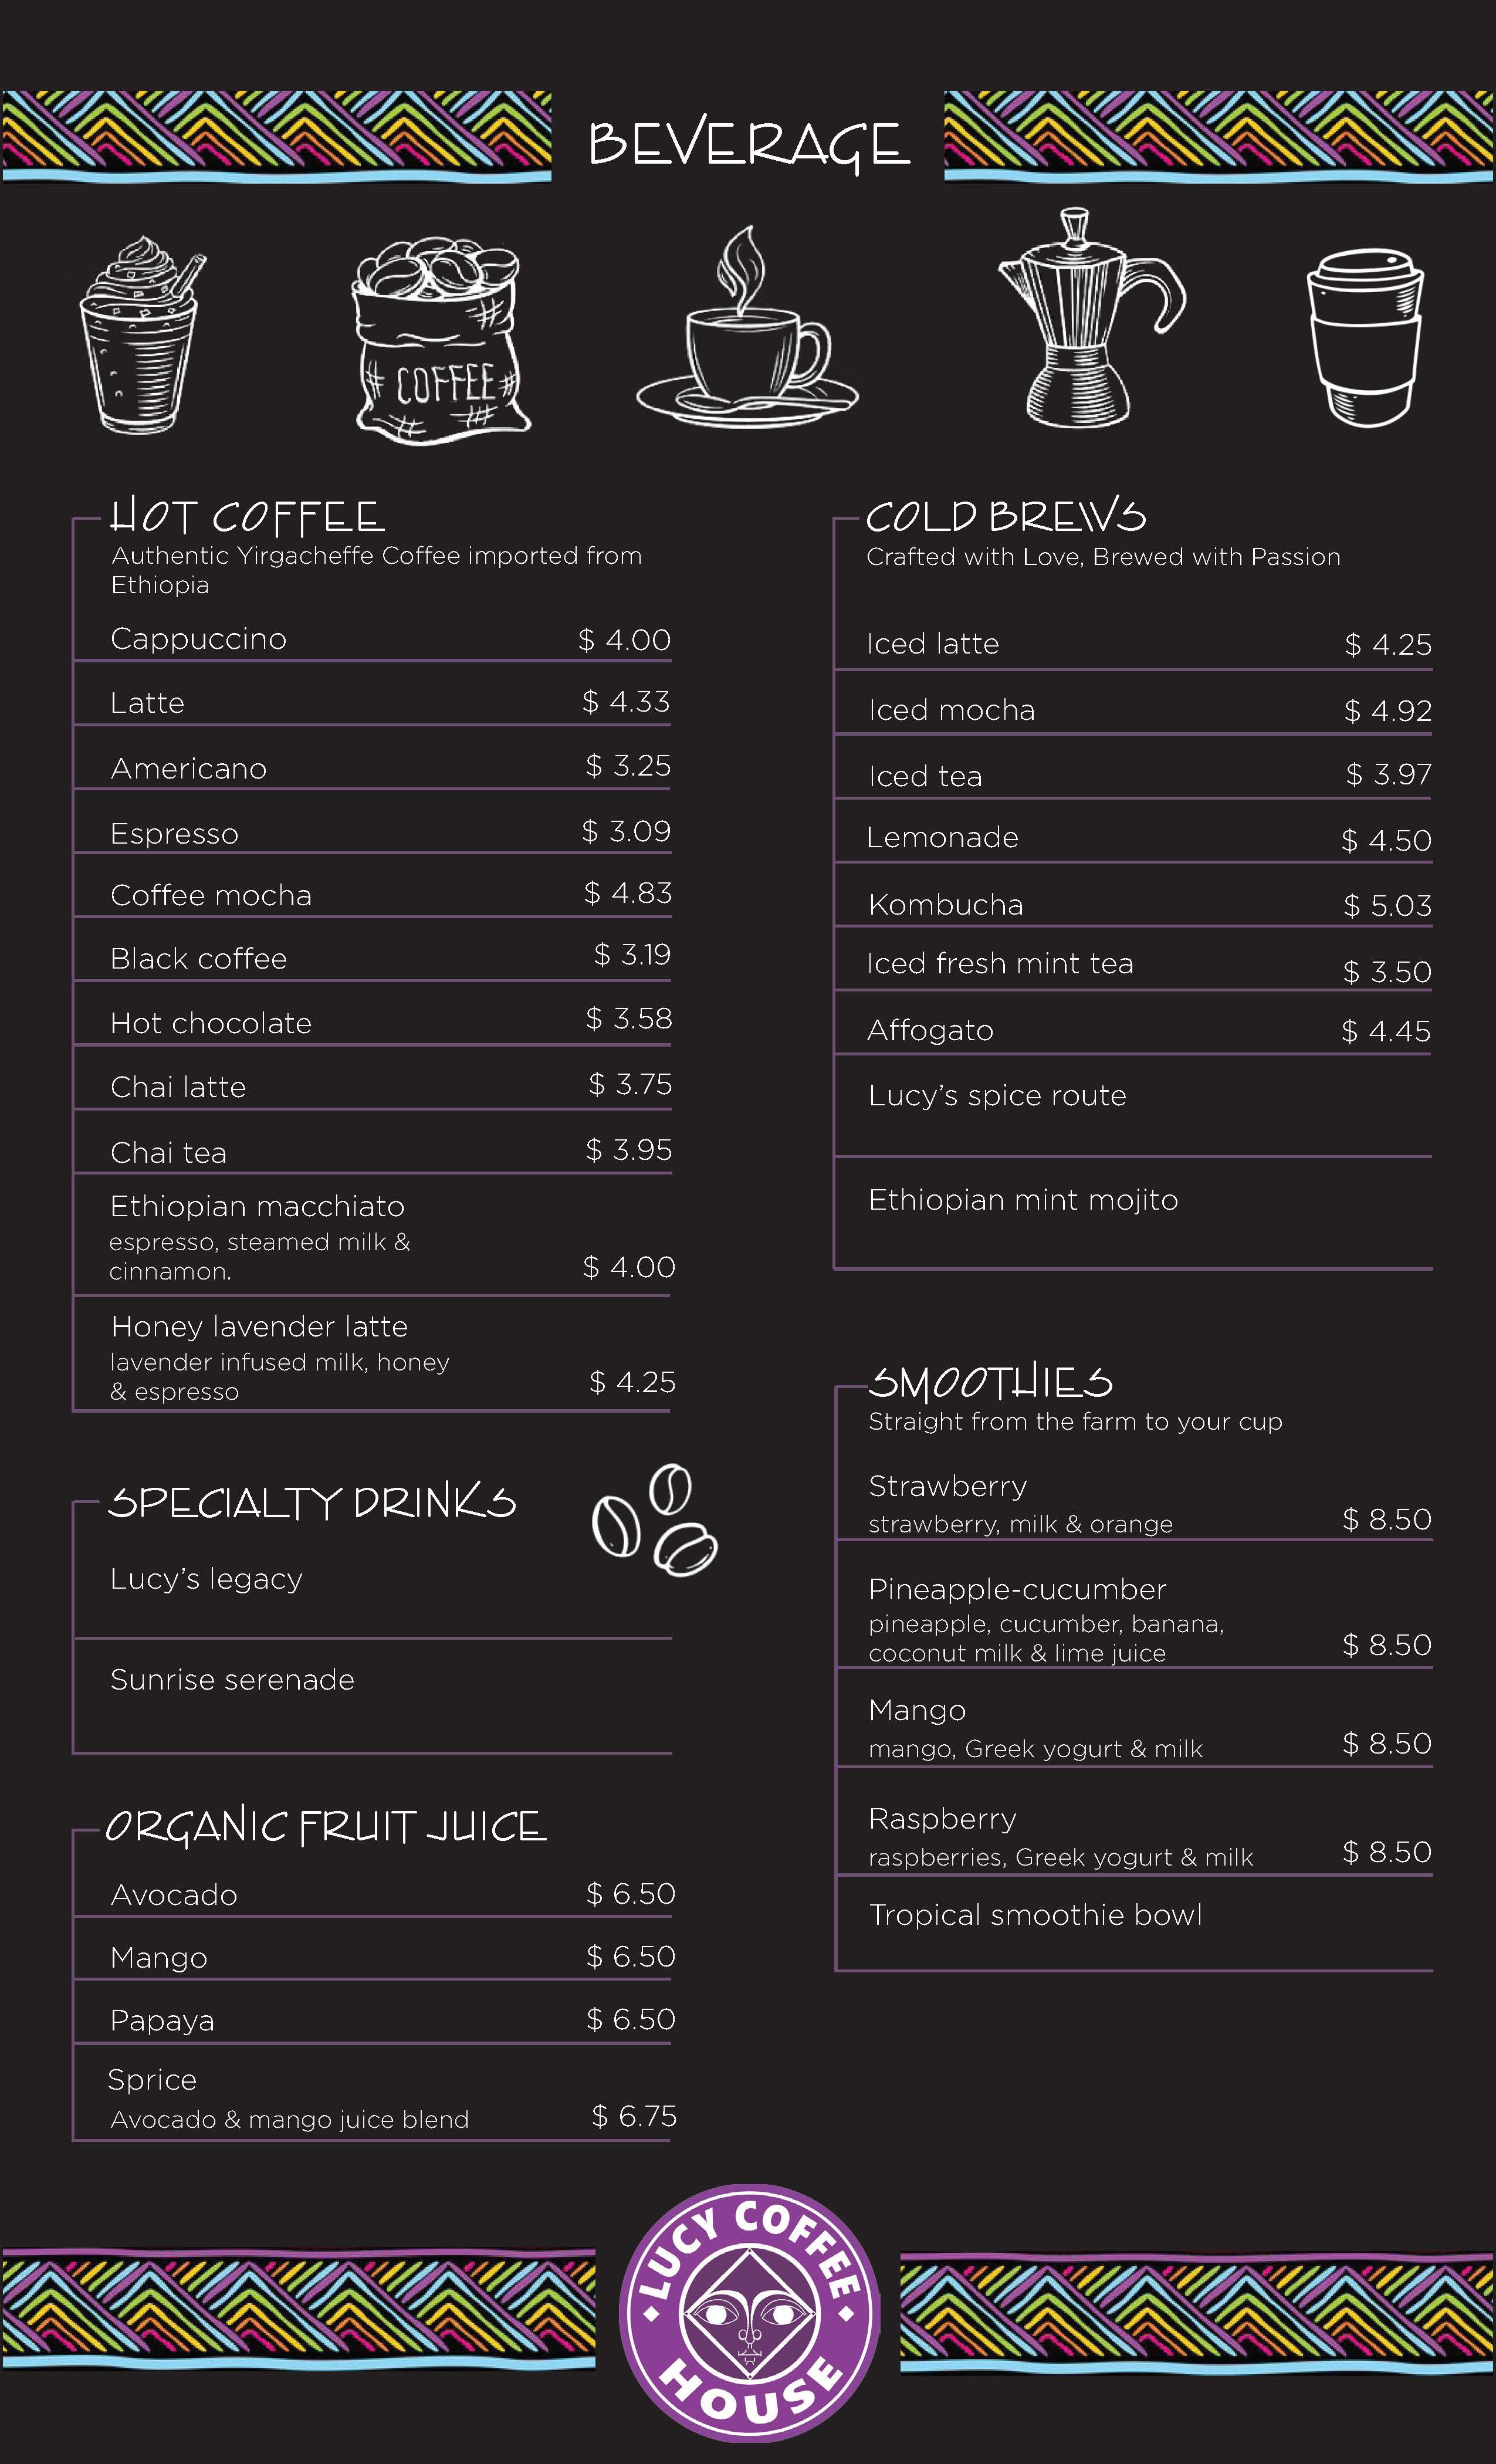 BEVERAGE
COFFEE
HOT COFFEE
Authentic Yirgacheffe Coffee imported from
Ethiopia
Cappuccino $ 4.00
Latte $ 4.33
Americano $ 3.25
Espresso $ 3.09
Coffee mocha $ 4.83
Black coffee $ 3.19
Hot chocolate $ 3.58
Chai latte $ 3.75
Chai tea $ 3.95
Ethiopian macchiato
espresso, steamed milk &
cinnamon. $ 4.00
Honey lavender latte
lavender infused milk, honey
& espresso $ 4.25
SPECIALTY DRINKS
Lucy's legacy
Sunrise serenade
ORGANIC FRUIT JUICE
Avocado $ 6.50
Mango $ 6.50
Papaya $ 6.50
Sprice
Avocado & mango juice blend $ 6.75
COLD BREWS
Crafted with Love, Brewed with Passion
Iced latte $ 4.25
Iced mocha $ 4.92
Iced tea $ 3.97
Lemonade $ 4.50
Kombucha $ 5.03
Iced fresh mint tea $ 3.50
Affogato $ 4.45
Lucy's spice route
Ethiopian mint mojito
SMOOTHIES
Straight from the farm to your cup
Strawberry
strawberry, milk & orange $ 8.50
Pineapple-cucumber
pineapple, cucumber, banana,
coconut milk & lime juice $ 8.50
Mango
mango, Greek yogurt & milk $ 8.50
Raspberry
raspberries, Greek yogurt & milk $ 8.50
Tropical smoothie bowl
LUCY COFFEE
HOUSE